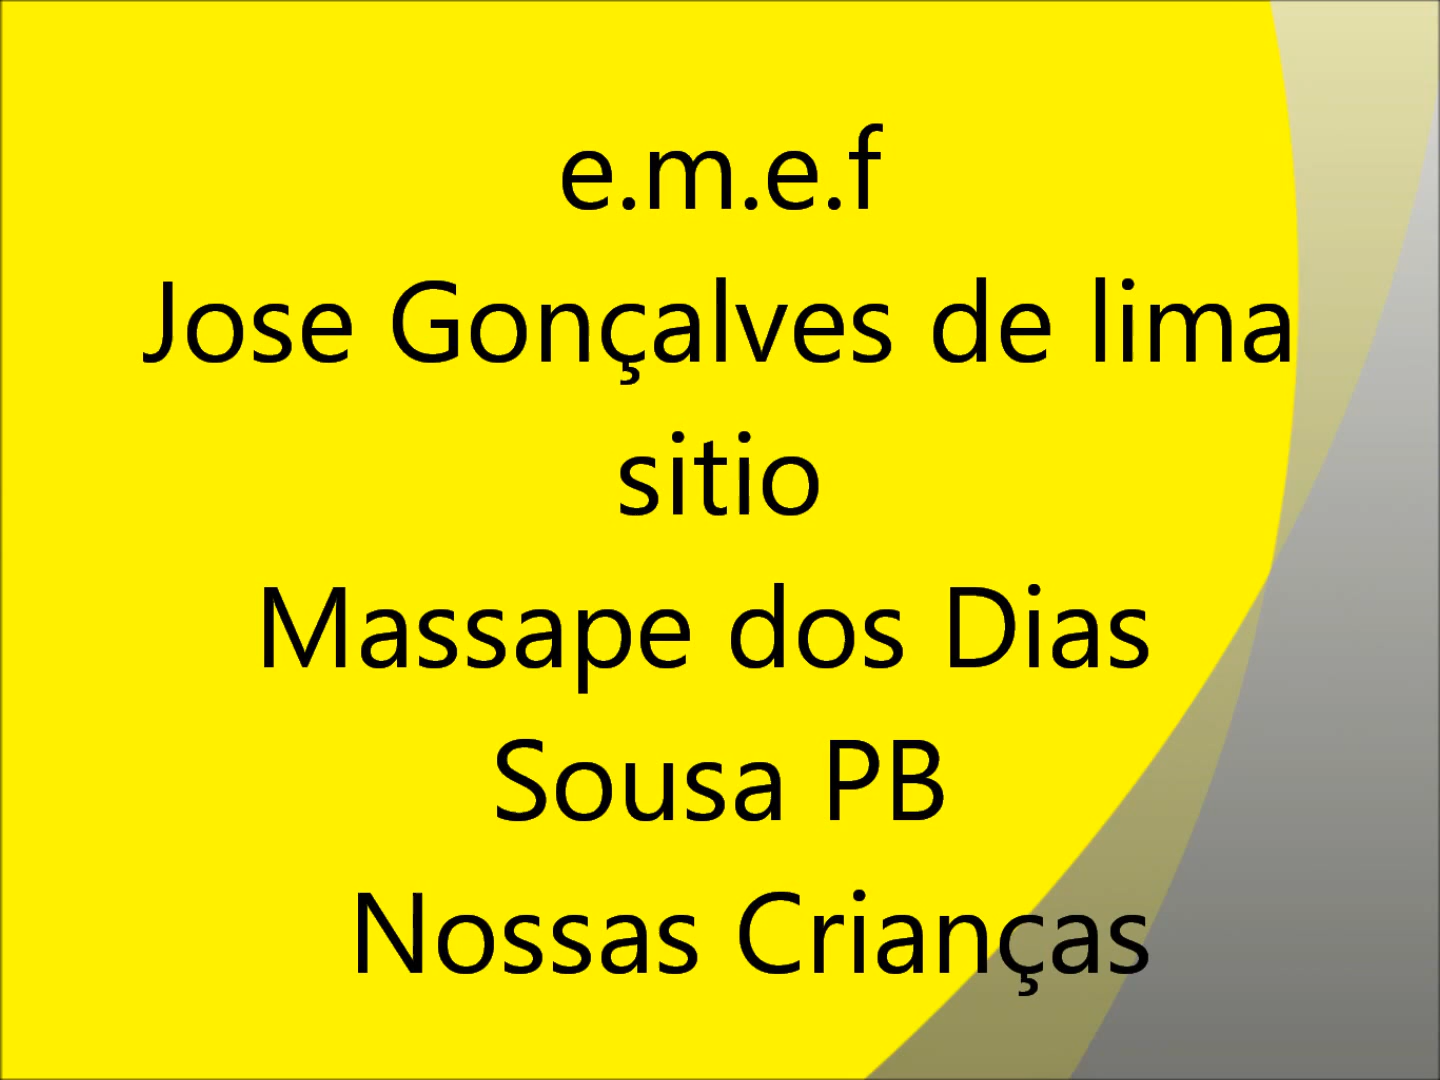 e.m.e.f
Jose Gonçalves de lima
sitio
Massape dos Dias
Sousa PB
Nossas Crianças